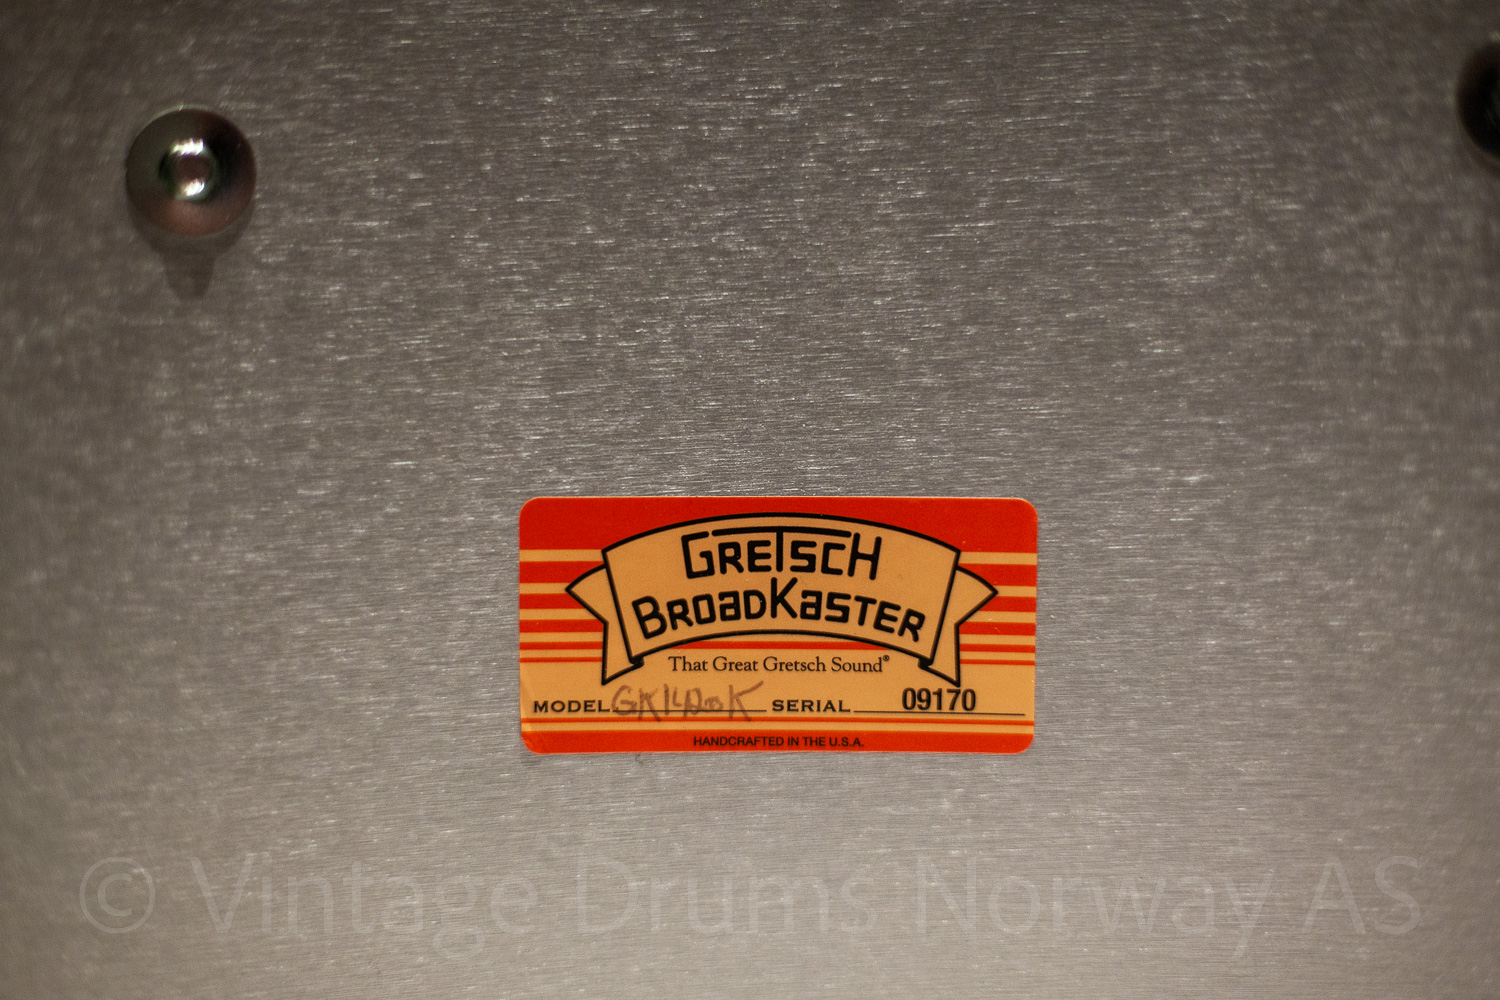 GRETSCH
BROADKASTER
That Great Gretsch Sound®
MODEL SERIAL 09170
HANDCRAFTED IN THE U.S.A.
© Vintage Drums Norway AS